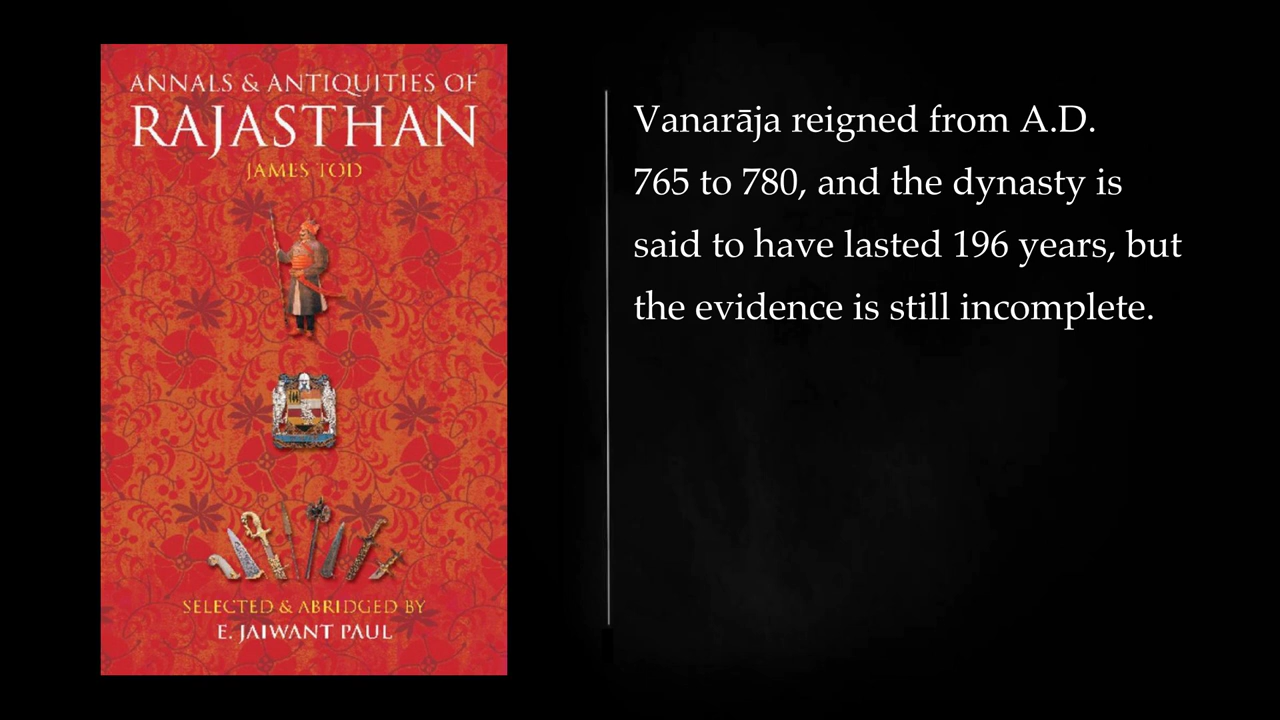 ANNALS & ANTIQUITIES OF
RAJASTHAN
JAMES TOD
SELECTED & ABRIDGED BY
E. JAIWANT PAUL
Vanarāja reigned from A.D.
765 to 780, and the dynasty is
said to have lasted 196 years, but
the evidence is still incomplete.